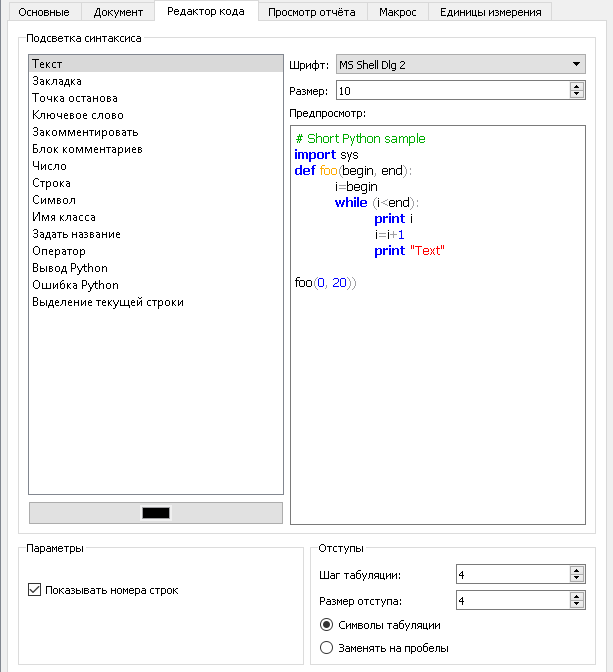 Основные Документ Редактор кода Просмотр отчёта Макрос Единицы измерения
Подсветка синтаксиса
Текст
Закладка
Точка останова
Ключевое слово
Закомментировать
Блок комментариев
Число
Строка
Символ
Имя класса
Задать название
Оператор
Вывод Python
Ошибка Python
Выделение текущей строки
Шрифт: MS Shell Dlg 2
Размер: 10
Предпросмотр:
# Short Python sample
import sys
def foo(begin, end):
i=begin
while (i<end):
print i
i=i+1
print "Text"
foo(0, 20))
Параметры
Показывать номера строк
Отступы
Шаг табуляции: 4
Размер отступа: 4
Символы табуляции
Заменять на пробелы